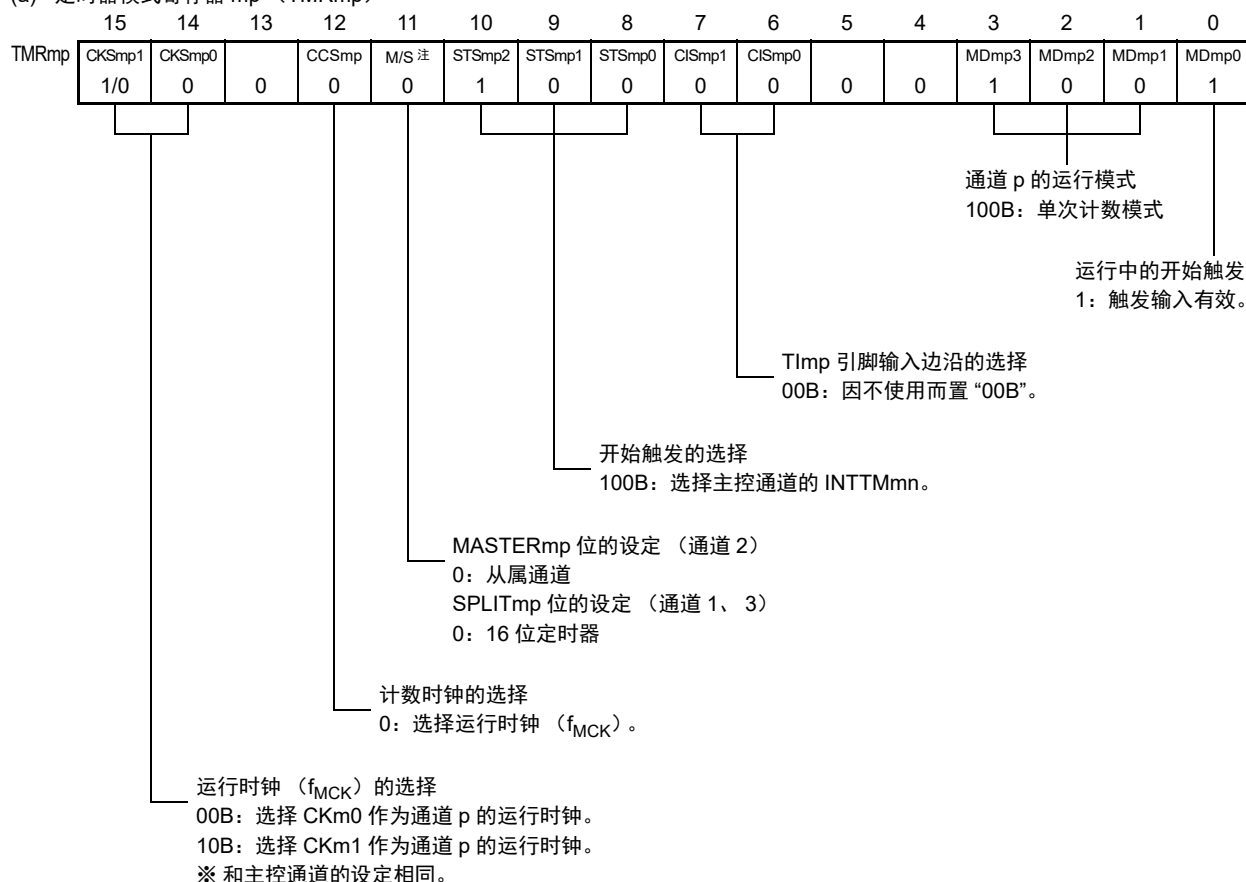 (a) 定时器模式寄存器 mp （TMRmp）
15 14 13 12 11 10 9 8 7 6 5 4 3 2 1 0
TMRmp CKSmp1 CKSmp0 CCSmp M/S 注 STSmp2 STSmp1 STSmp0 CISmp1 CISmp0 MDmp3 MDmp2 MDmp1 MDmp0
1/0 0 0 0 0 1 0 0 0 0 0 0 1 0 0 1
通道 p 的运行模式
100B：单次计数模式
运行中的开始触发
1：触发输入有效。
TImp 引脚输入边沿的选择
00B：因不使用而置 “00B”。
开始触发的选择
100B：选择主控通道的 INTTMmn。
MASTERmp 位的设定 （通道 2）
0：从属通道
SPLITmp 位的设定 （通道 1、 3）
0：16 位定时器
计数时钟的选择
0：选择运行时钟 （fMCK）。
运行时钟 （fMCK）的选择
00B：选择 CKm0 作为通道 p 的运行时钟。
10B：选择 CKm1 作为通道 p 的运行时钟。
※ 和主控通道的设定相同。